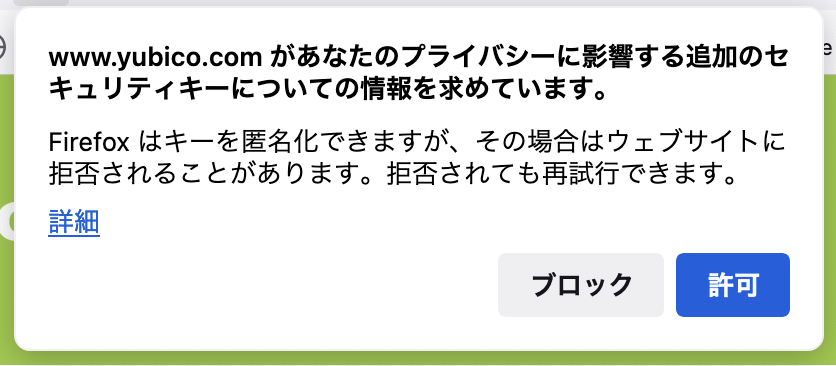 www.yubico.com があなたのプライバシーに影響する追加のセ
キュリティキーについての情報を求めています。
Firefox はキーを匿名化できますが、その場合はウェブサイトに
拒否されることがあります。拒否されても再試行できます。
詳細
ブロック
許可